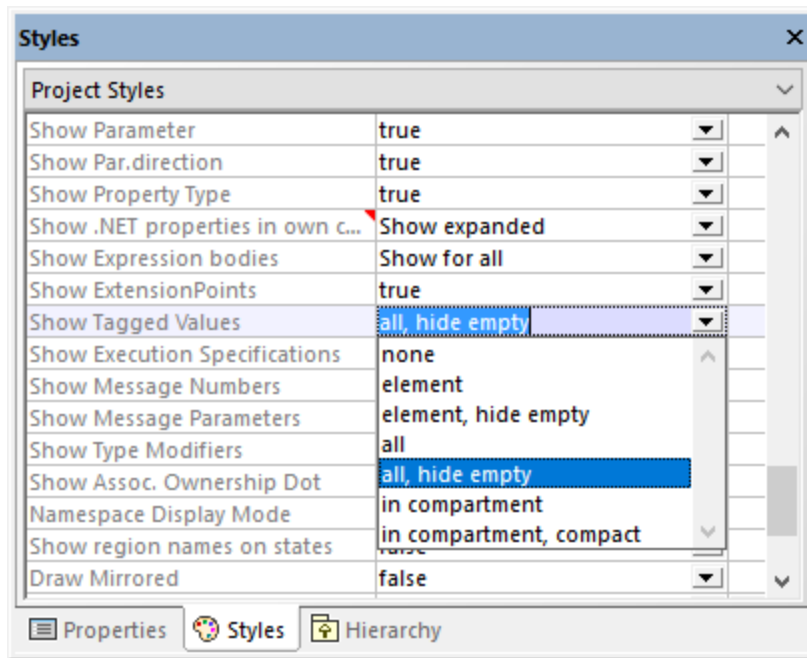 Styles
Project Styles
Show Parameter true
Show Par.direction true
Show Property Type true
Show .NET properties in own c... Show expanded
Show Expression bodies Show for all
Show ExtensionPoints true
Show Tagged Values all, hide empty
Show Execution Specifications none
Show Message Numbers element
Show Message Parameters element, hide empty
Show Type Modifiers all
Show Assoc. Ownership Dot all, hide empty
Namespace Display Mode in compartment
Show region names on states in compartment, compact
Draw Mirrored false
Properties Styles Hierarchy